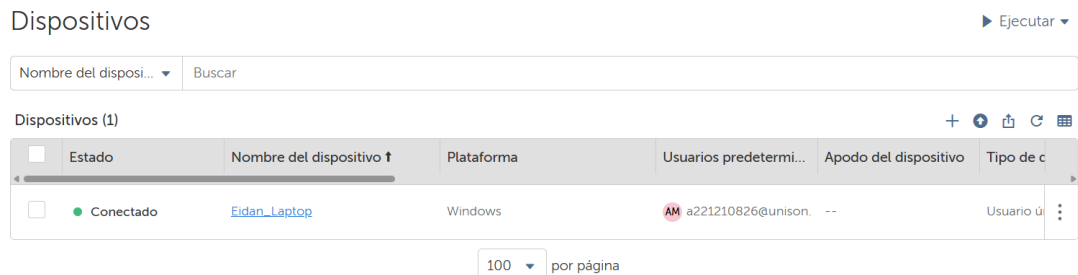 Dispositivos
Ejecutar
Nombre del disposi... Buscar
Dispositivos (1)
Estado Nombre del dispositivo ↑ Plataforma Usuarios predetermi... Apodo del dispositivo Tipo de d
Conectado Eidan_Laptop Windows AM a221210826@unison. -- Usuario ú
100 por página